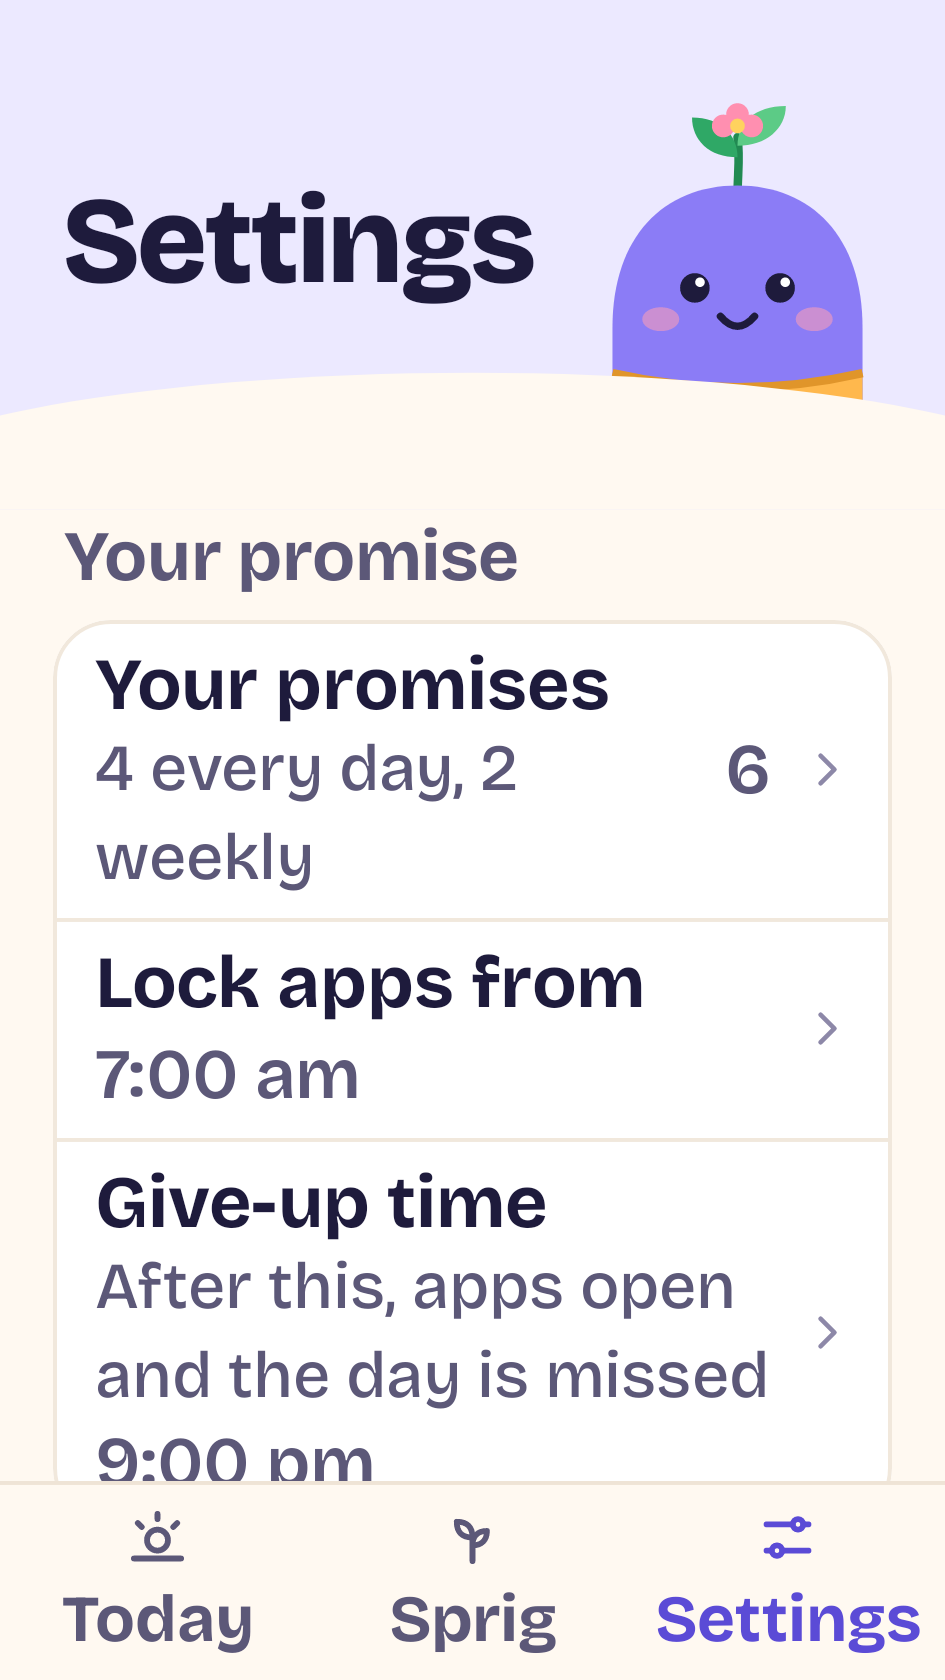 Settings
Your promise
Your promises
4 every day, 2
weekly
6
Lock apps from
7:00 am
Give-up time
After this, apps open
and the day is missed
9:00 pm
Today
Sprig
Settings